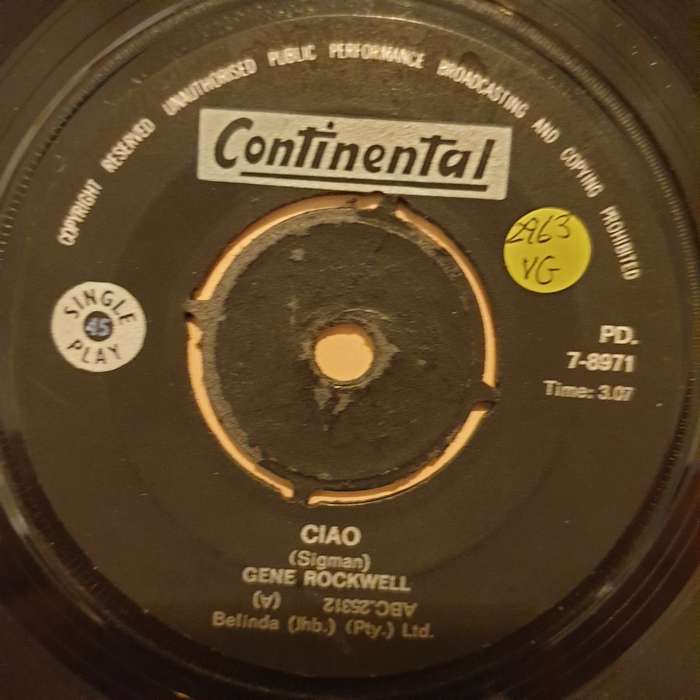 COPYRIGHT RESERVED UNAUTHORISED PUBLIC PERFORMANCE BROADCASTING AND COPYING PROHIBITED
Continental
2963
VG
SINGLE
45
PLAY
PD.
7-8971
Time: 3.07
CIAO
(Sigman)
GENE ROCKWELL
(A) ABC.25312
Belinda (Jhb.) (Pty.) Ltd.